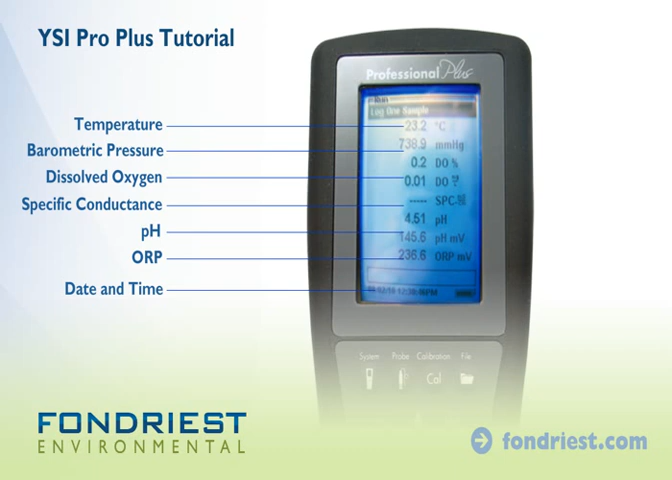 YSI Pro Plus Tutorial
Professional Plus
Main
Log One Sample
Temperature
23.2 °C
Barometric Pressure
738.9 mmHg
0.2 DO %
Dissolved Oxygen
0.01 DO
Specific Conductance
----- SPC
4.51 pH
pH
145.6 pH mV
ORP
236.6 ORP mV
Date and Time
System Probe Calibration File
Cal
FONDRIEST
ENVIRONMENTAL
fondriest.com